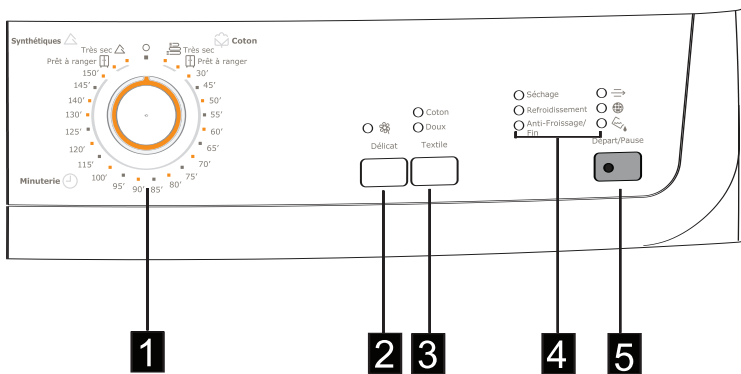 Synthétiques
Coton
Très sec
Très sec
Prêt à ranger
Prêt à ranger
150'
30'
145'
45'
140'
50'
130'
55'
125'
60'
120'
65'
115'
70'
100'
75'
95'
90'
85'
80'
Minuterie
Délicat
Coton
Doux
Textile
Séchage
Refroidissement
Anti-Froissage/
Fin
Départ/Pause
1
2
3
4
5